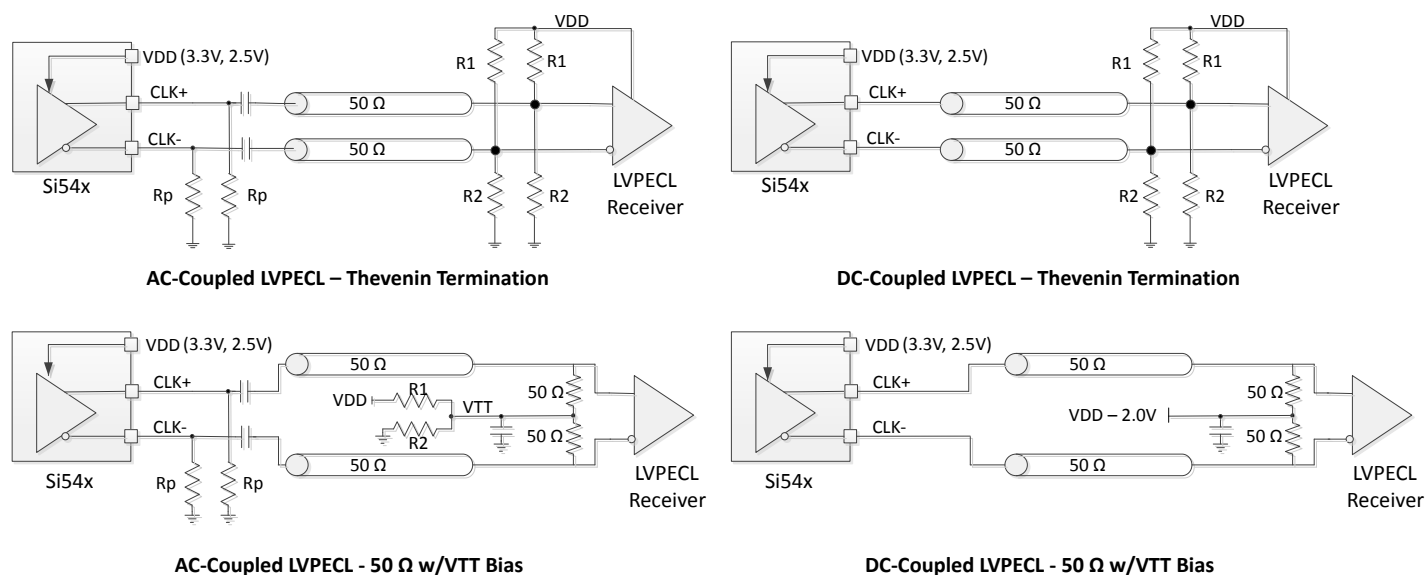 VDD
VDD (3.3V, 2.5V)
R1
R1
CLK+
50 Ω
CLK-
50 Ω
Si54x
Rp
Rp
R2
R2
LVPECL
Receiver
AC-Coupled LVPECL – Thevenin Termination
VDD
VDD (3.3V, 2.5V)
R1
R1
CLK+
50 Ω
CLK-
50 Ω
Si54x
R2
R2
LVPECL
Receiver
DC-Coupled LVPECL – Thevenin Termination
VDD (3.3V, 2.5V)
50 Ω
CLK+
R1
VDD
VTT
50 Ω
50 Ω
CLK-
R2
50 Ω
Si54x
Rp
Rp
LVPECL
Receiver
AC-Coupled LVPECL - 50 Ω w/VTT Bias
VDD (3.3V, 2.5V)
50 Ω
CLK+
50 Ω
VDD – 2.0V
50 Ω
CLK-
50 Ω
Si54x
LVPECL
Receiver
DC-Coupled LVPECL - 50 Ω w/VTT Bias